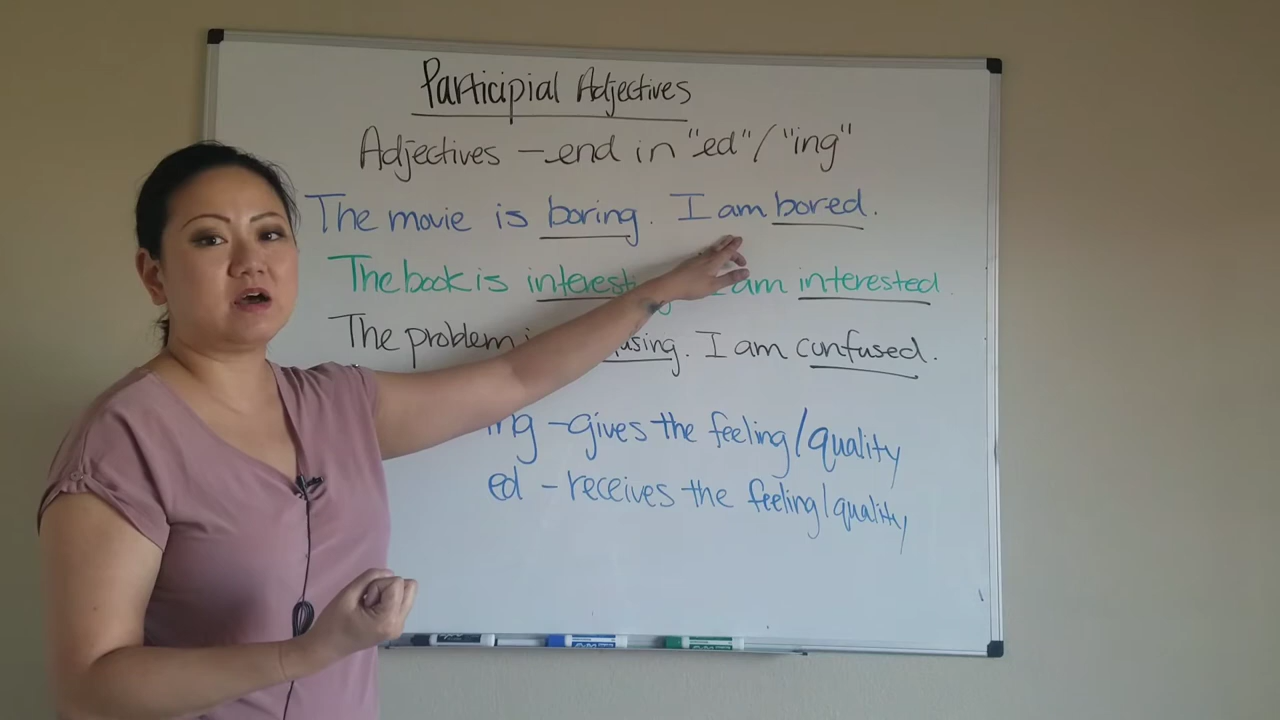 Participial Adjectives
Adjectives - end in "ed" / "ing"
The movie is boring. I am bored.
The book is am interested.
The problem I am confused.
ing - gives the feeling / quality
ed - receives the feeling / quality